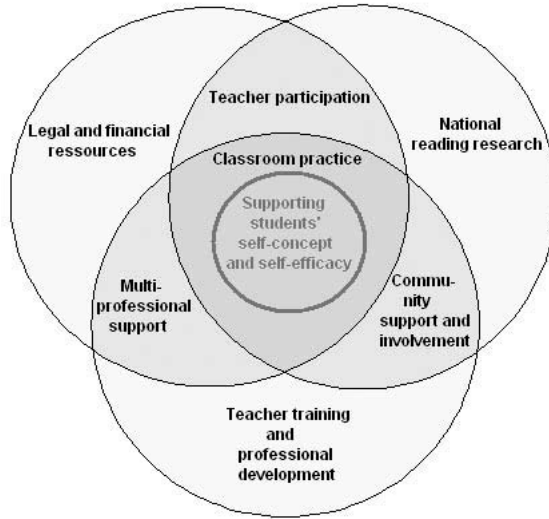 Teacher participation
Legal and financial
ressources
National
reading research
Classroom practice
Supporting
students'
self-concept
and self-efficacy
Multi-
professional
support
Commu-
nity
support and
involvement
Teacher training
and
professional
development